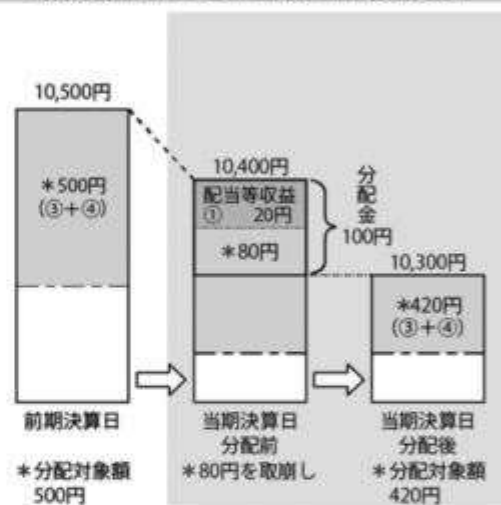 10,500円
*500円
(③+④)
前期決算日
*分配対象額
500円
10,400円
配当等収益
① 20円
*80円
分配金
100円
当期決算日
分配前
*80円を取崩し
10,300円
*420円
(③+④)
当期決算日
分配後
*分配対象額
420円